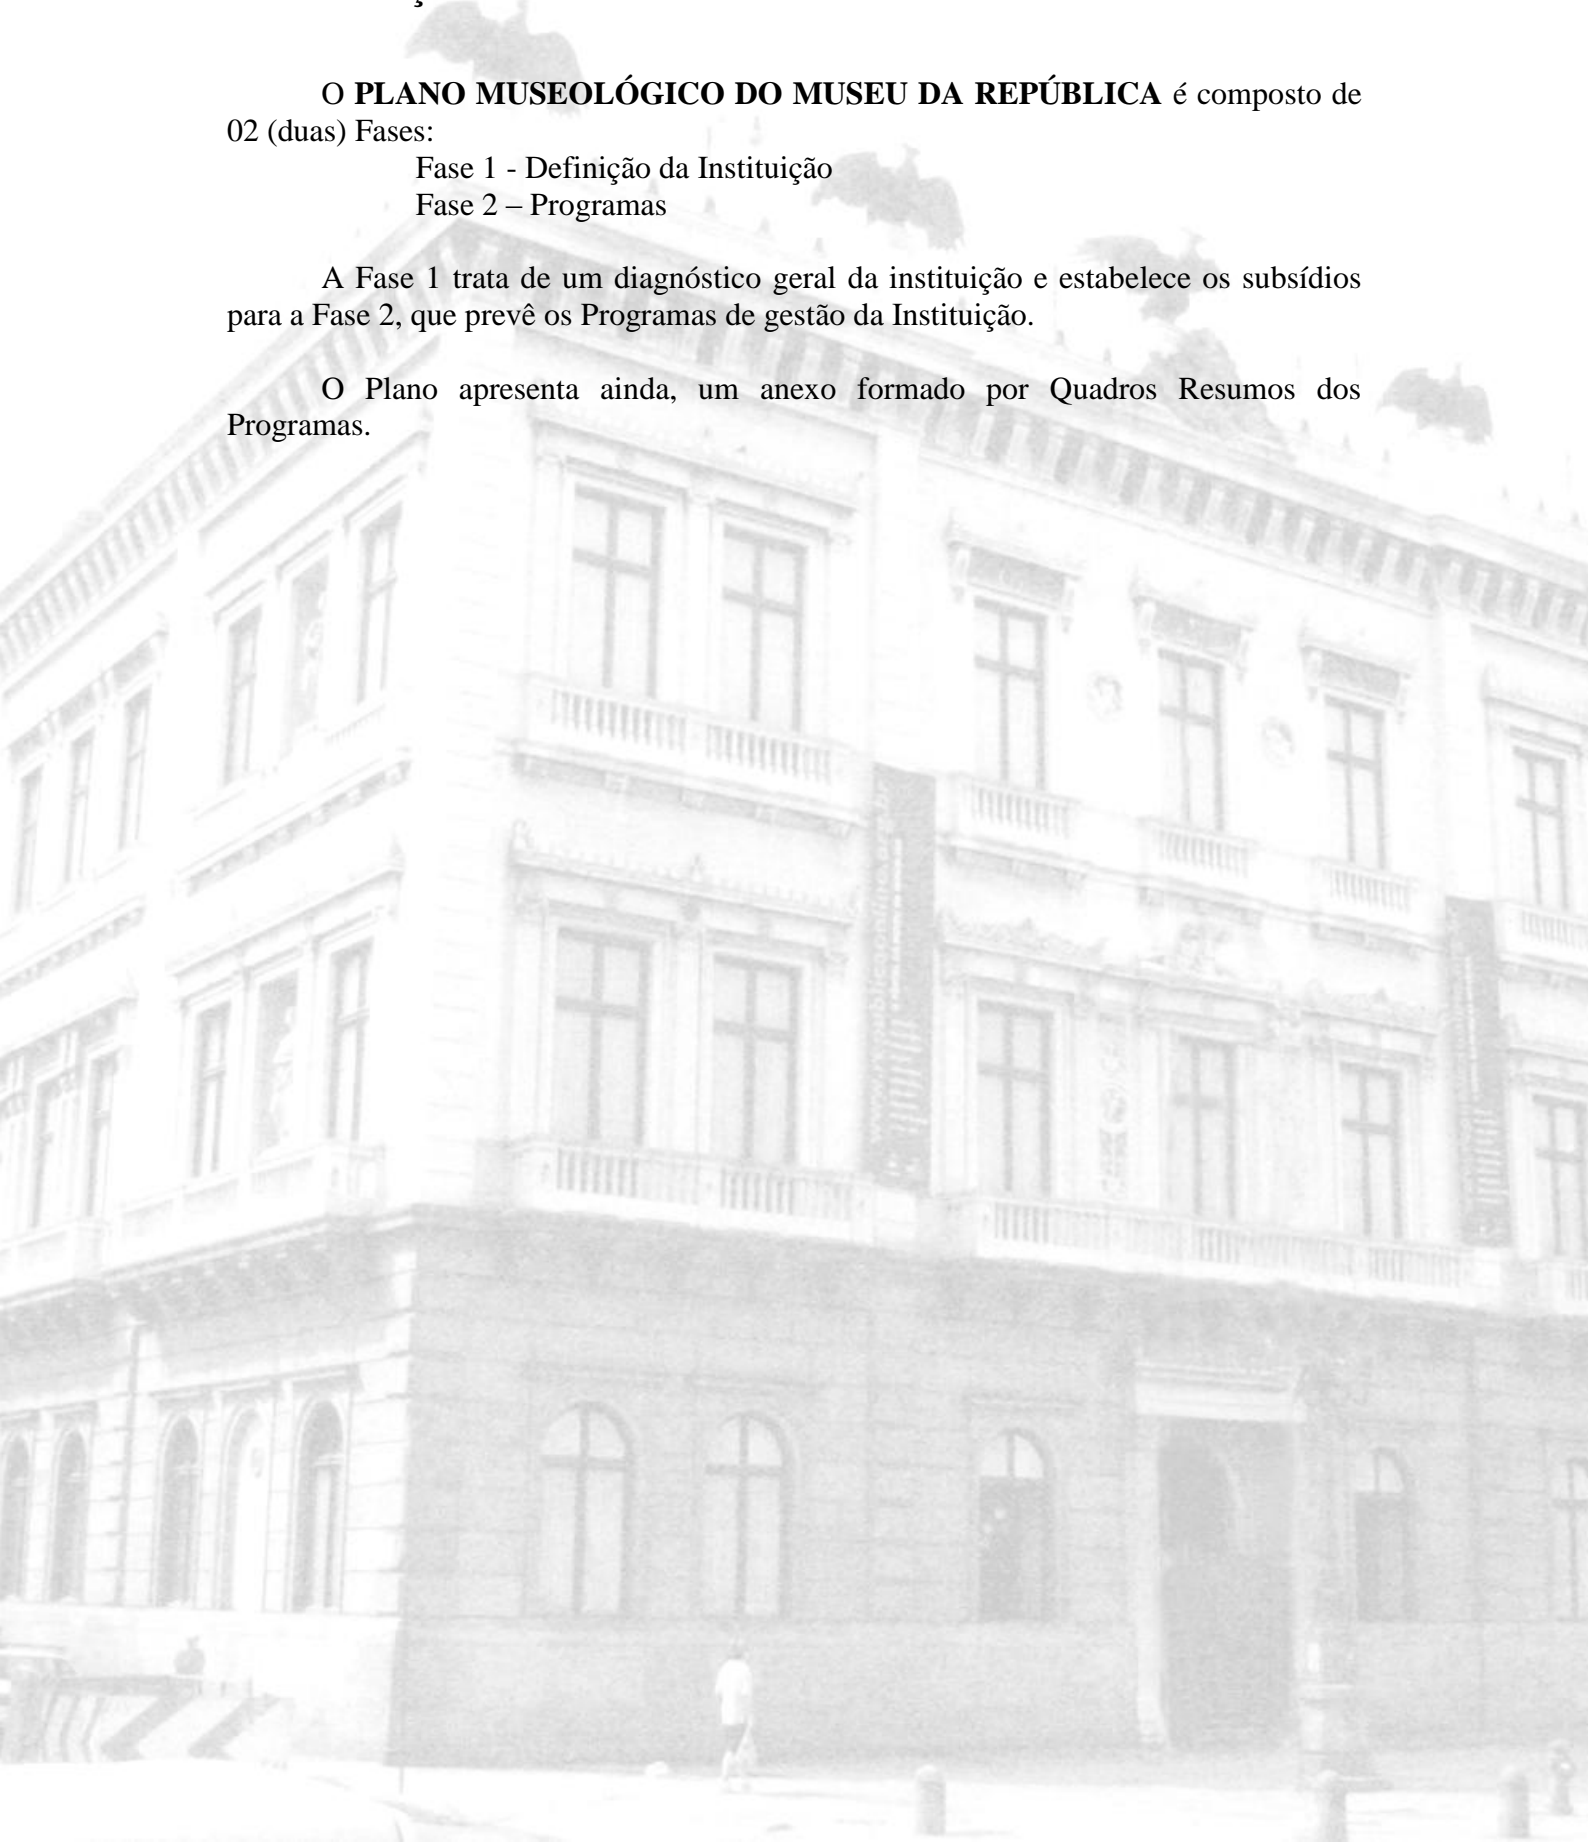 O PLANO MUSEOLÓGICO DO MUSEU DA REPÚBLICA é composto de
02 (duas) Fases:
Fase 1 - Definição da Instituição
Fase 2 – Programas
A Fase 1 trata de um diagnóstico geral da instituição e estabelece os subsídios
para a Fase 2, que prevê os Programas de gestão da Instituição.
O Plano apresenta ainda, um anexo formado por Quadros Resumos dos
Programas.